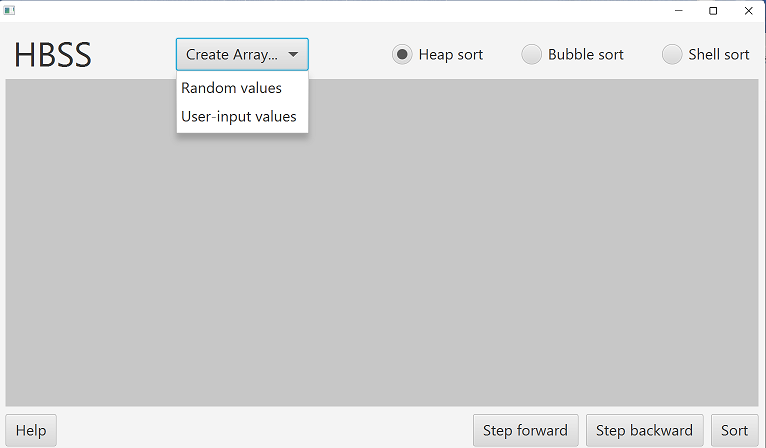 HBSS
Create Array...
Heap sort
Bubble sort
Shell sort
Random values
User-input values
Help
Step forward
Step backward
Sort